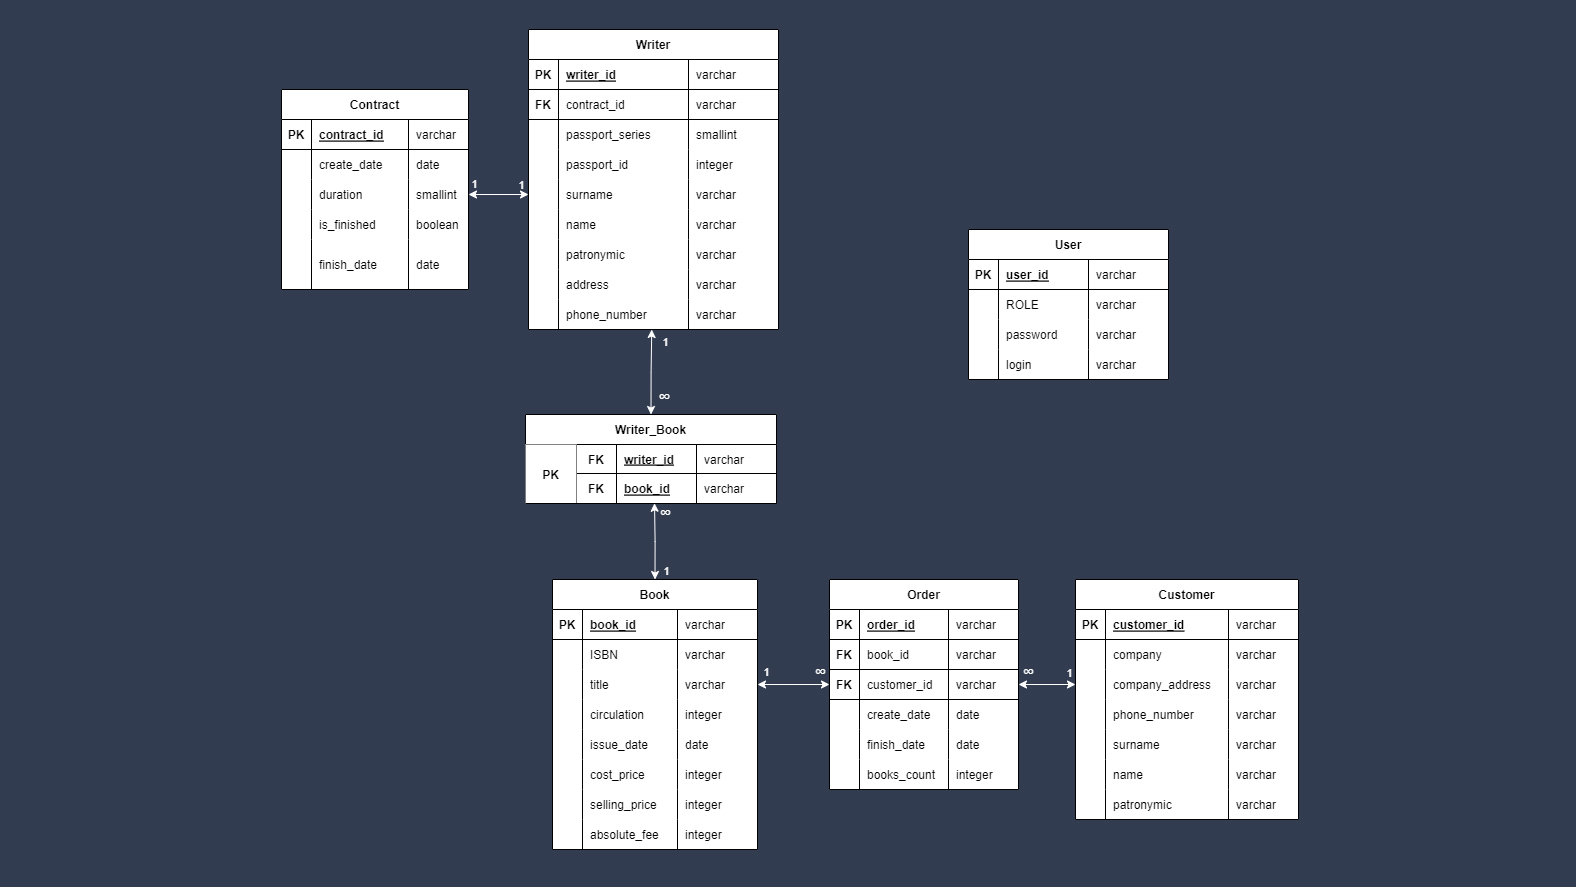 Writer
PK writer_id varchar
FK contract_id varchar
passport_series smallint
passport_id integer
surname varchar
name varchar
patronymic varchar
address varchar
phone_number varchar
Contract
PK contract_id varchar
create_date date
duration smallint
is_finished boolean
finish_date date
1 1
User
PK user_id varchar
ROLE varchar
password varchar
login varchar
1
∞
Writer_Book
PK
FK writer_id varchar
FK book_id varchar
∞
1
Book
PK book_id varchar
ISBN varchar
title varchar
circulation integer
issue_date date
cost_price integer
selling_price integer
absolute_fee integer
1 ∞
Order
PK order_id varchar
FK book_id varchar
FK customer_id varchar
create_date date
finish_date date
books_count integer
∞ 1
Customer
PK customer_id varchar
company varchar
company_address varchar
phone_number varchar
surname varchar
name varchar
patronymic varchar